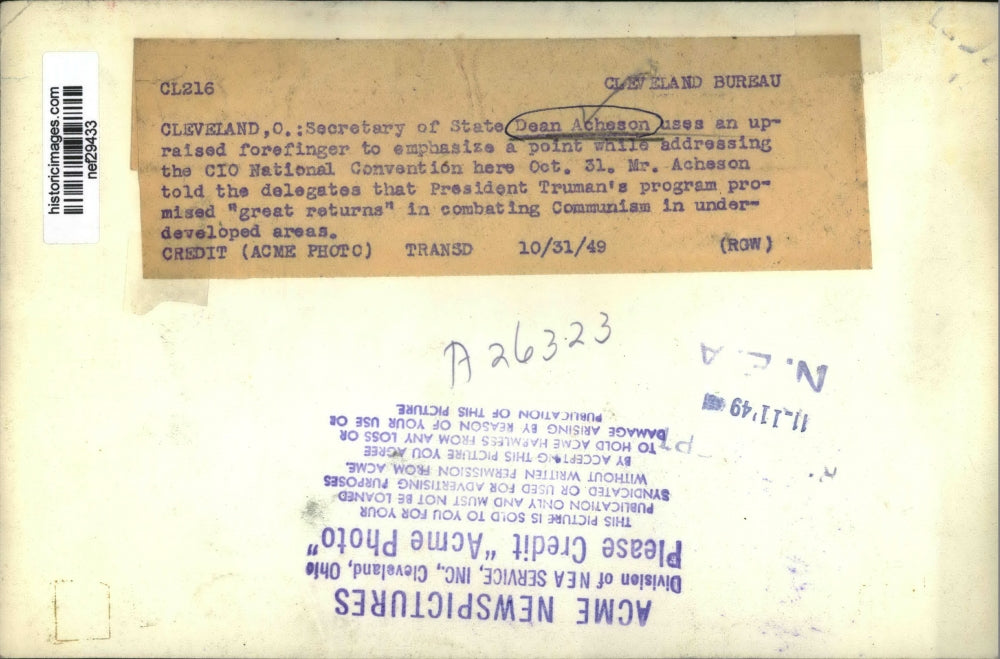 historicimages.com
nef29433
CL216 CLEVELAND BUREAU
CLEVELAND,O.:Secretary of State Dean Acheson uses an up-
raised forefinger to emphasize a point while addressing
the CIO National Convention here Oct. 31. Mr. Acheson
told the delegates that President Truman's program pro-
mised "great returns" in combating Communism in under-
developed areas.
CREDIT (ACME PHOTO) TRANSD 10/31/49 (RGW)
A26323
N.E.A
11-11'49
ACME NEWSPICTURES
Division of NEA SERVICE, INC., Cleveland, Ohio
Please Credit "Acme Photo"
THIS PICTURE IS SOLD TO YOU FOR YOUR
PUBLICATION ONLY AND MUST NOT BE LOANED
SYNDICATED OR USED FOR ADVERTISING PURPOSES
WITHOUT WRITTEN PERMISSION FROM ACME.
BY ACCEPTING THIS PICTURE YOU AGREE
TO HOLD ACME HARMLESS FROM ANY LOSS OR
DAMAGE ARISING BY REASON OF YOUR USE OR
PUBLICATION OF THIS PICTURE.